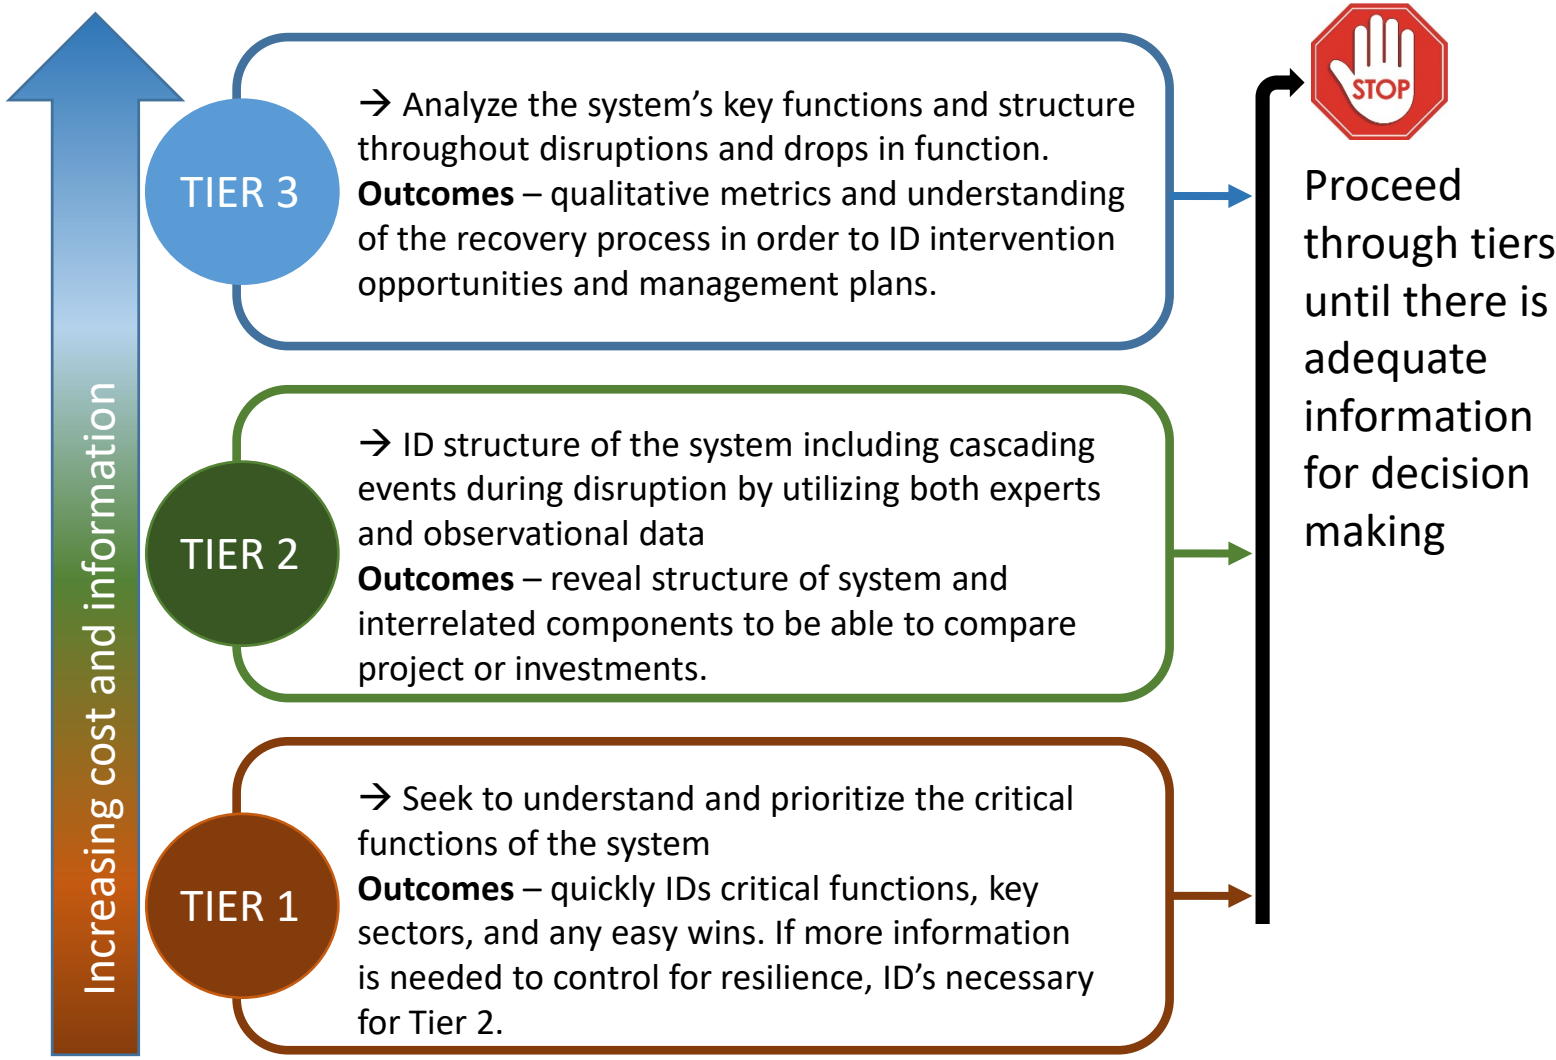 TIER 3
→ Analyze the system's key functions and structure
throughout disruptions and drops in function.
Outcomes – qualitative metrics and understanding
of the recovery process in order to ID intervention
opportunities and management plans.
TIER 2
→ ID structure of the system including cascading
events during disruption by utilizing both experts
and observational data
Outcomes – reveal structure of system and
interrelated components to be able to compare
project or investments.
TIER 1
→ Seek to understand and prioritize the critical
functions of the system
Outcomes – quickly IDs critical functions, key
sectors, and any easy wins. If more information
is needed to control for resilience, ID's necessary
for Tier 2.
Increasing cost and information
STOP
Proceed
through tiers
until there is
adequate
information
for decision
making